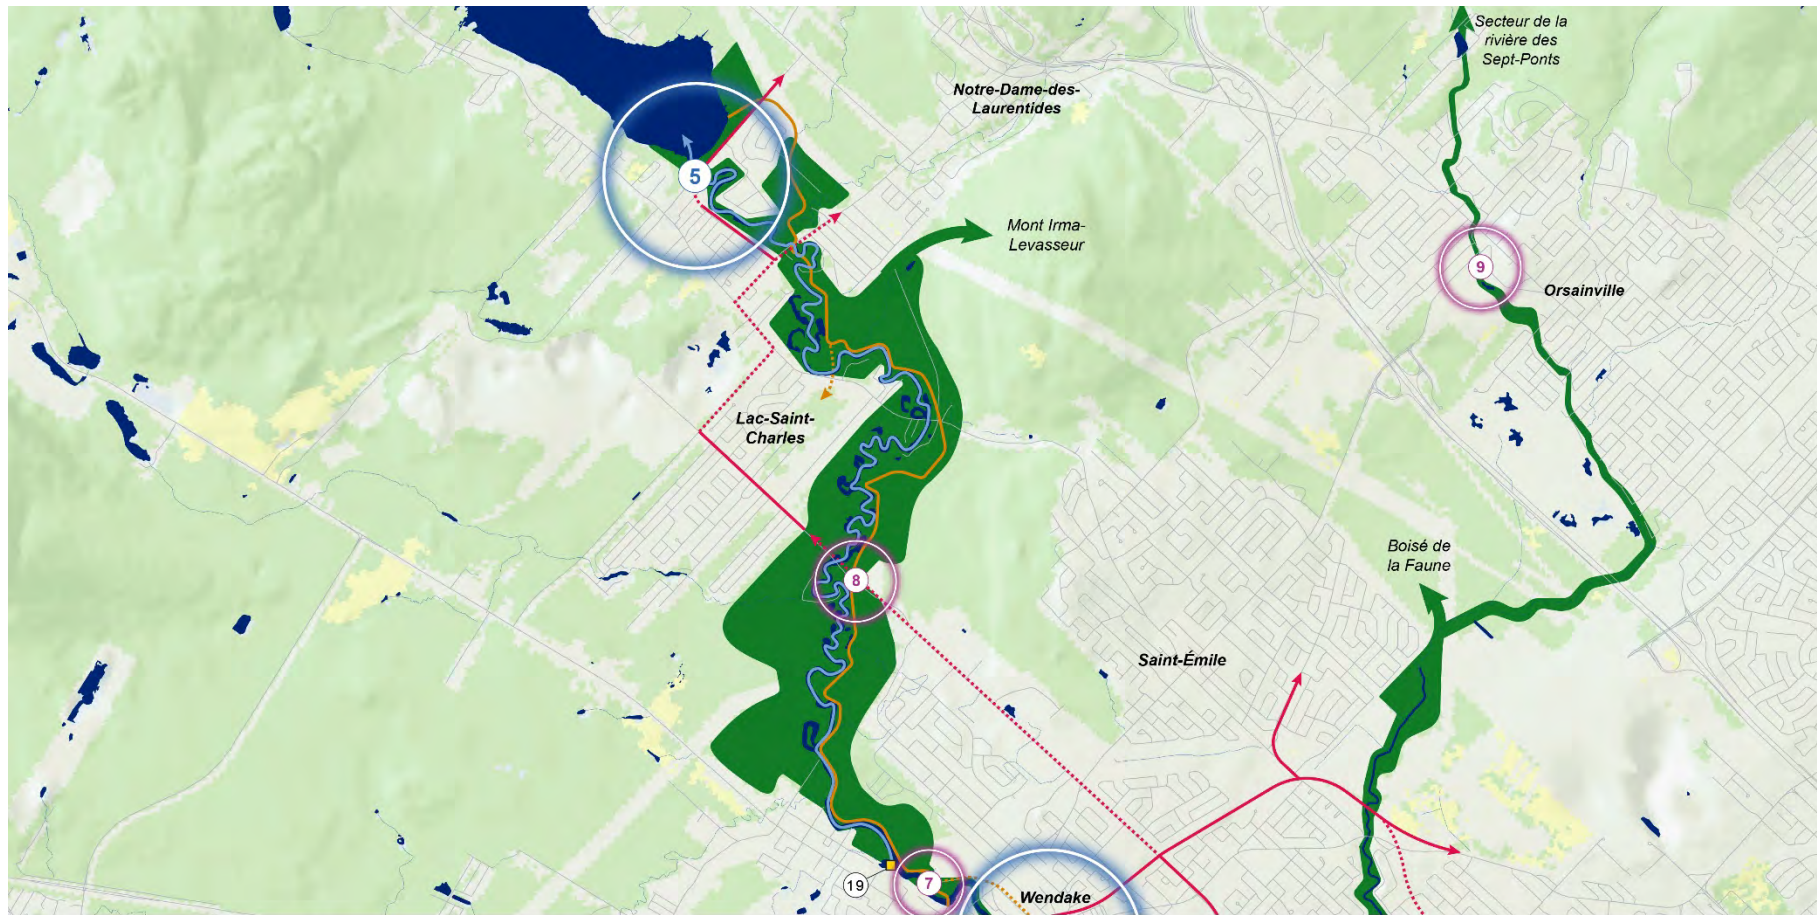 Secteur de la
rivière des
Sept-Ponts
Notre-Dame-des-
Laurentides
5
Mont Irma-
Levasseur
9
Orsainville
Lac-Saint-
Charles
Boisé de
la Faune
8
Saint-Émile
19
7
Wendake